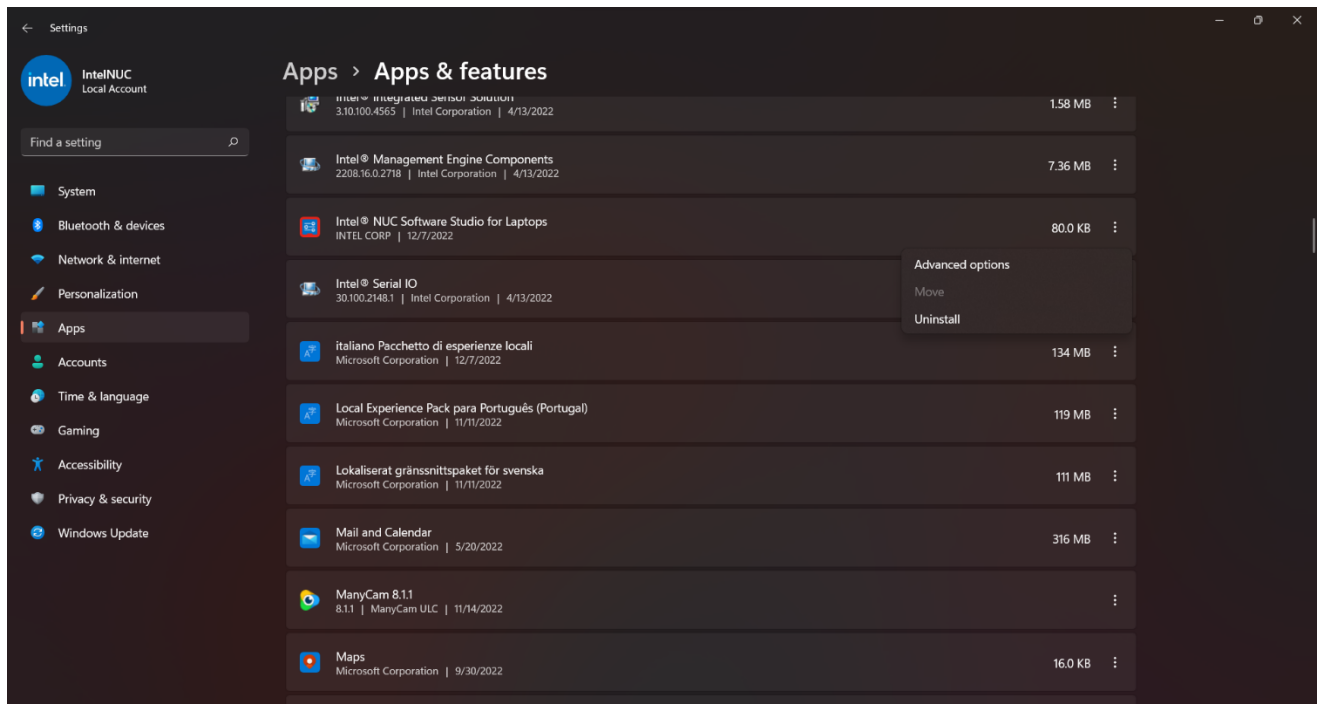 Settings
intel.
IntelNUC
Local Account
Find a setting
System
Bluetooth & devices
Network & internet
Personalization
Apps
Accounts
Time & language
Gaming
Accessibility
Privacy & security
Windows Update
Apps > Apps & features
Intel® Integrated Sensor Solution
3.10.100.4565 | Intel Corporation | 4/13/2022
1.58 MB
Intel® Management Engine Components
2208.16.0.2718 | Intel Corporation | 4/13/2022
7.36 MB
Intel® NUC Software Studio for Laptops
INTEL CORP | 12/7/2022
80.0 KB
Advanced options
Move
Uninstall
Intel® Serial IO
30.100.2148.1 | Intel Corporation | 4/13/2022
italiano Pacchetto di esperienze locali
Microsoft Corporation | 12/7/2022
134 MB
Local Experience Pack para Português (Portugal)
Microsoft Corporation | 11/11/2022
119 MB
Lokaliserat gränssnittspaket för svenska
Microsoft Corporation | 11/11/2022
111 MB
Mail and Calendar
Microsoft Corporation | 5/20/2022
316 MB
ManyCam 8.1.1
8.1.1 | ManyCam ULC | 11/14/2022
Maps
Microsoft Corporation | 9/30/2022
16.0 KB